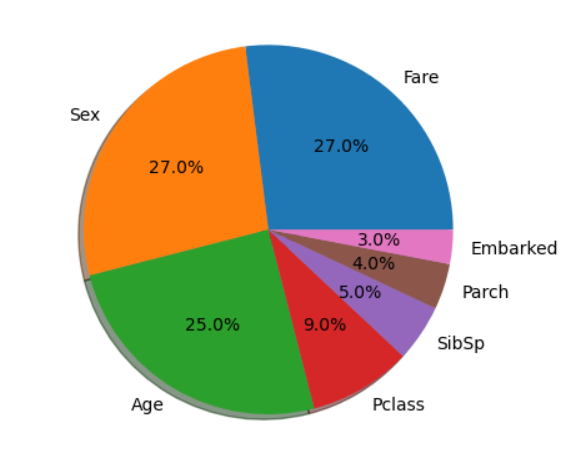 Fare
Sex
27.0%
27.0%
3.0%
Embarked
4.0%
Parch
5.0%
25.0%
9.0%
SibSp
Age
Pclass